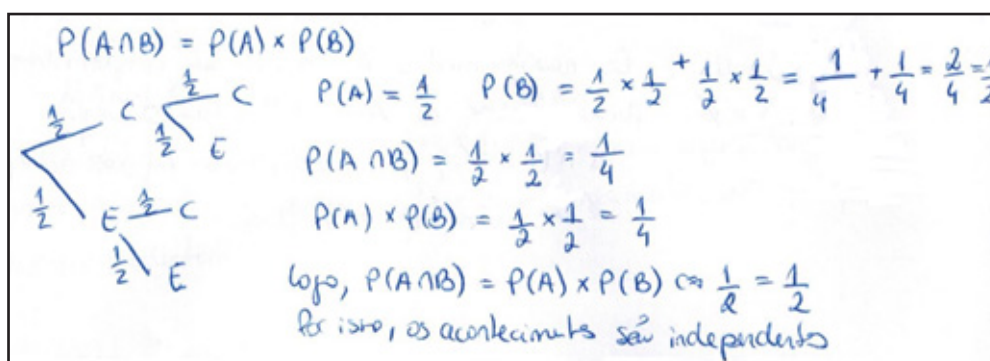 P(A∩B) = P(A) × P(B)
1/2 C 1/2 C
1/2 E
1/2 E 1/2 C
1/2 E
P(A) = 1/2 P(B) = 1/2 × 1/2 + 1/2 × 1/2 = 1/4 + 1/4 = 2/4 = 1/2
P(A ∩ B) = 1/2 × 1/2 = 1/4
P(A) × P(B) = 1/2 × 1/2 = 1/4
Logo, P(A∩B) = P(A) × P(B) ⇔ 1/2 = 1/2
Por isso, os acontecimentos são independentes